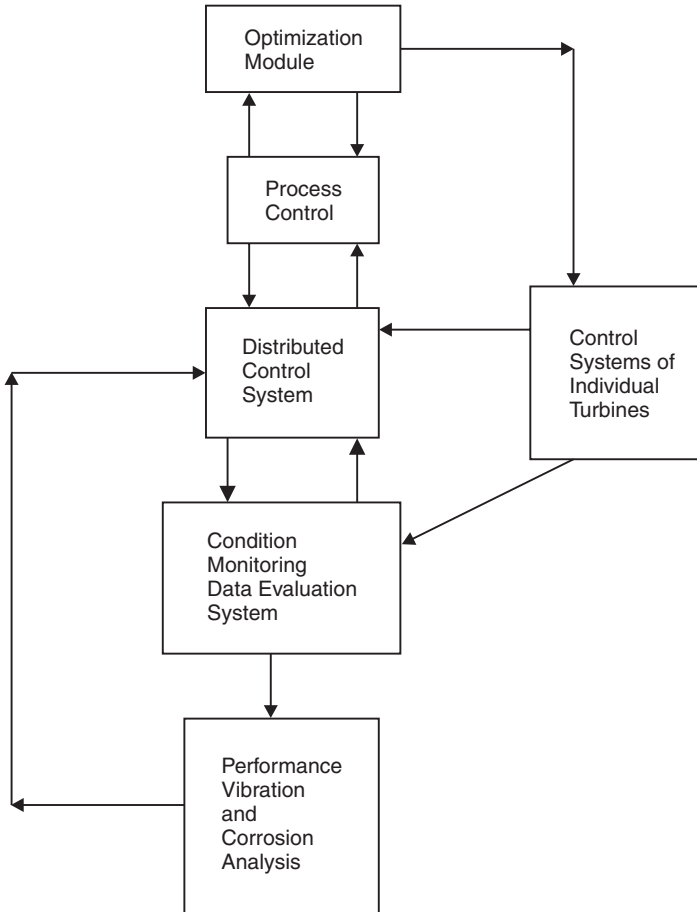 Optimization
Module
Process
Control
Distributed
Control
System
Control
Systems of
Individual
Turbines
Condition
Monitoring
Data Evaluation
System
Performance
Vibration
and
Corrosion
Analysis